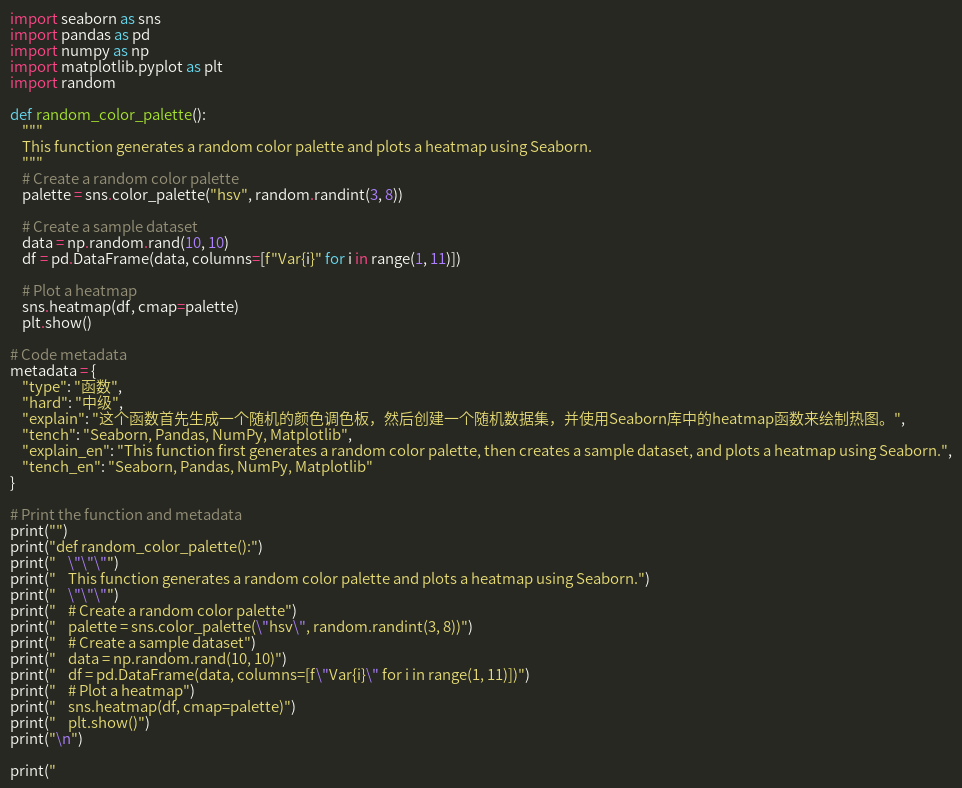 import seaborn as sns
import pandas as pd
import numpy as np
import matplotlib.pyplot as plt
import random
def random_color_palette():
"""
This function generates a random color palette and plots a heatmap using Seaborn.
"""
# Create a random color palette
palette = sns.color_palette("hsv", random.randint(3, 8))
# Create a sample dataset
data = np.random.rand(10, 10)
df = pd.DataFrame(data, columns=[f"Var{i}" for i in range(1, 11)])
# Plot a heatmap
sns.heatmap(df, cmap=palette)
plt.show()
# Code metadata
metadata = {
"type": "函数",
"hard": "中级",
"explain": "这个函数首先生成一个随机的颜色调色板，然后创建一个随机数据集，并使用Seaborn库中的heatmap函数来绘制热图。",
"tench": "Seaborn, Pandas, NumPy, Matplotlib",
"explain_en": "This function first generates a random color palette, then creates a sample dataset, and plots a heatmap using Seaborn.",
"tench_en": "Seaborn, Pandas, NumPy, Matplotlib"
}
# Print the function and metadata
print("")
print("def random_color_palette():")
print("    \"\"\"")
print("    This function generates a random color palette and plots a heatmap using Seaborn.")
print("    \"\"\"")
print("    # Create a random color palette")
print("    palette = sns.color_palette(\"hsv\", random.randint(3, 8))")
print("    # Create a sample dataset")
print("    data = np.random.rand(10, 10)")
print("    df = pd.DataFrame(data, columns=[f\"Var{i}\" for i in range(1, 11)])")
print("    # Plot a heatmap")
print("    sns.heatmap(df, cmap=palette)")
print("    plt.show()")
print("\n")
print("